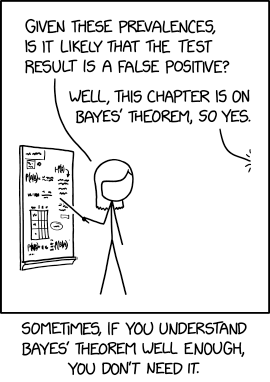 GIVEN THESE PREVALENCES,
IS IT LIKELY THAT THE TEST
RESULT IS A FALSE POSITIVE?
WELL, THIS CHAPTER IS ON
BAYES' THEOREM, SO YES.
SOMETIMES, IF YOU UNDERSTAND
BAYES' THEOREM WELL ENOUGH,
YOU DON'T NEED IT.